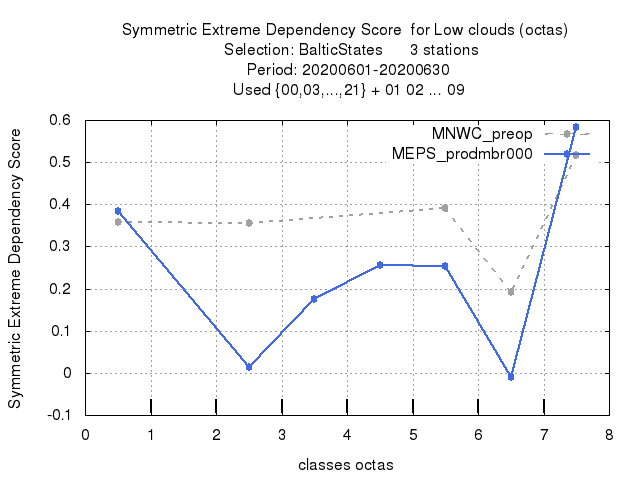 Symmetric Extreme Dependency Score  for Low clouds (octas)
Selection: BalticStates      3 stations
Period: 20200601-20200630
Used {00,03,...,21} + 01 02 ... 09
MNWC_preop
MEPS_prodmbr000
Symmetric Extreme Dependency Score
0.6
0.5
0.4
0.3
0.2
0.1
0
-0.1
0 1 2 3 4 5 6 7 8
classes octas